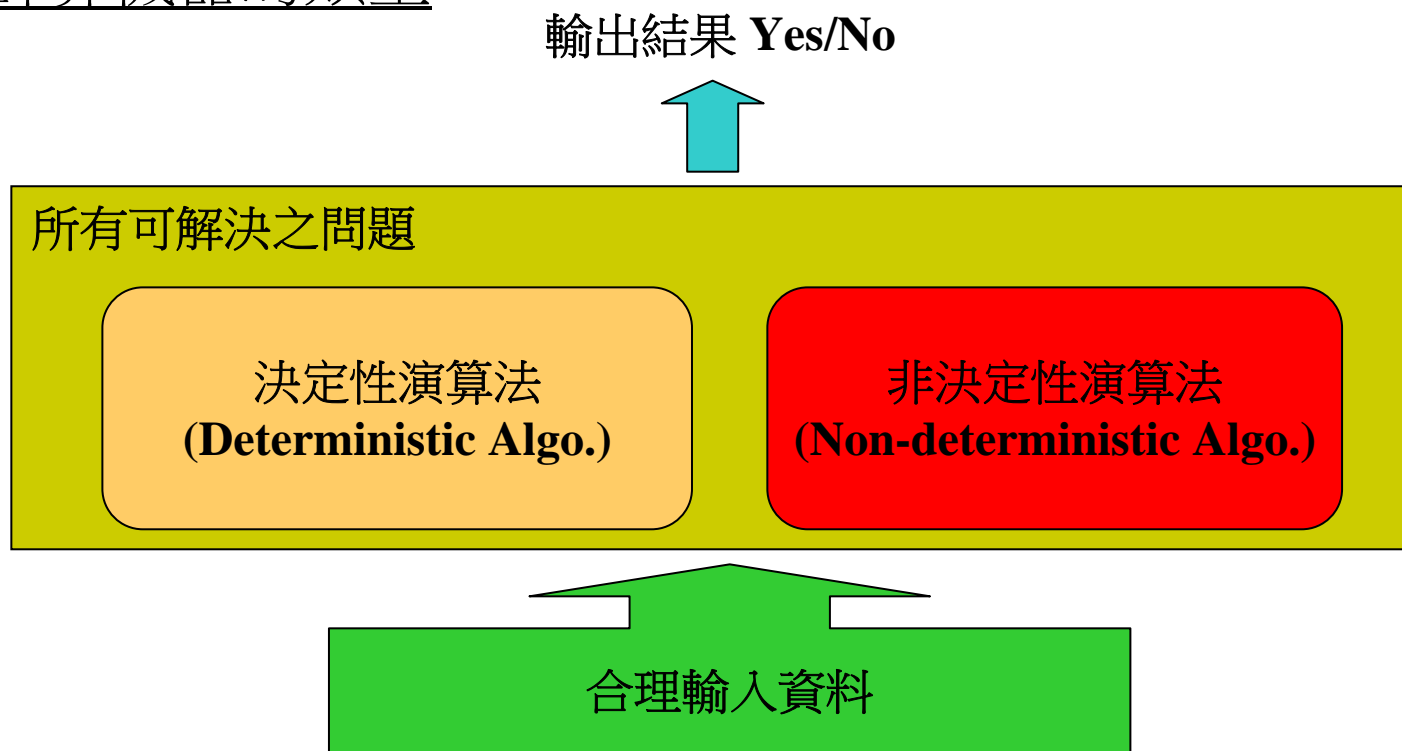 輸出結果 Yes/No
所有可解決之問題
決定性演算法
(Deterministic Algo.)
非決定性演算法
(Non-deterministic Algo.)
合理輸入資料